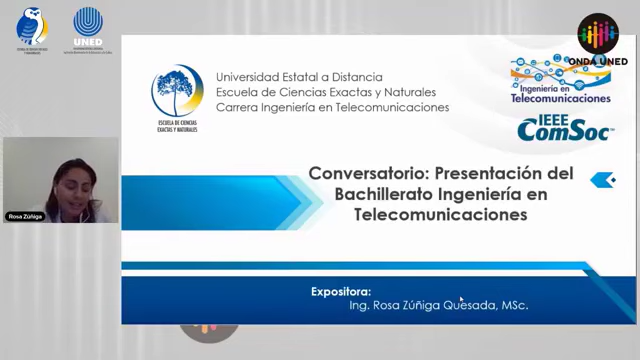 UNED
ONDA UNED
Universidad Estatal a Distancia
Escuela de Ciencias Exactas y Naturales
Carrera Ingeniería en Telecomunicaciones
ESCUELA DE CIENCIAS
EXACTAS Y NATURALES
Ingeniería en
Telecomunicaciones
IEEE
ComSoc
Conversatorio: Presentación del
Bachillerato Ingeniería en
Telecomunicaciones
Rosa Zúñiga
Expositora:
Ing. Rosa Zúñiga Quesada, MSc.